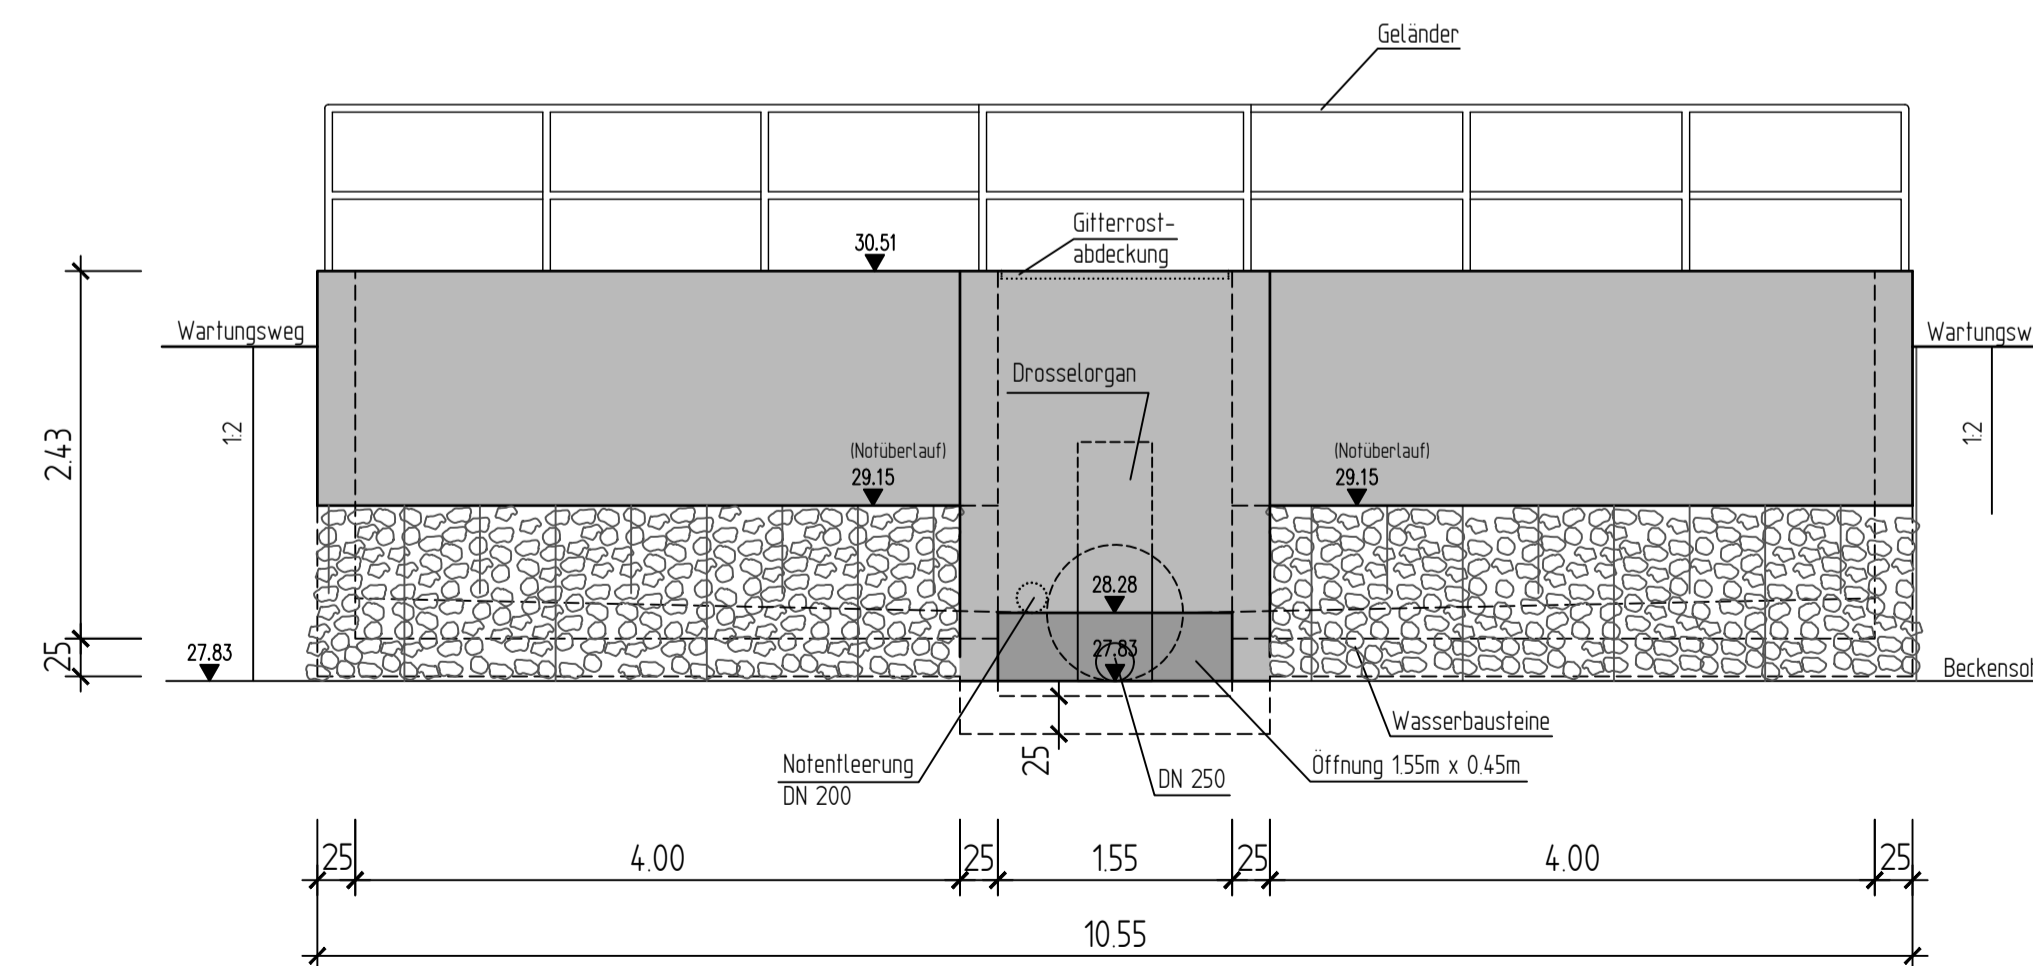 Geländer
Gitterrost-
abdeckung
30.51
Wartungsweg
Wartungsw
Drosselorgan
1:2
1:2
2.43
(Notüberlauf)
29.15
(Notüberlauf)
29.15
28.28
27.83
25
27.83
Beckensoh
Wasserbausteine
25
Notentleerung
DN 200
DN 250
Öffnung 1.55m x 0.45m
25
4.00
25
1.55
25
4.00
25
10.55